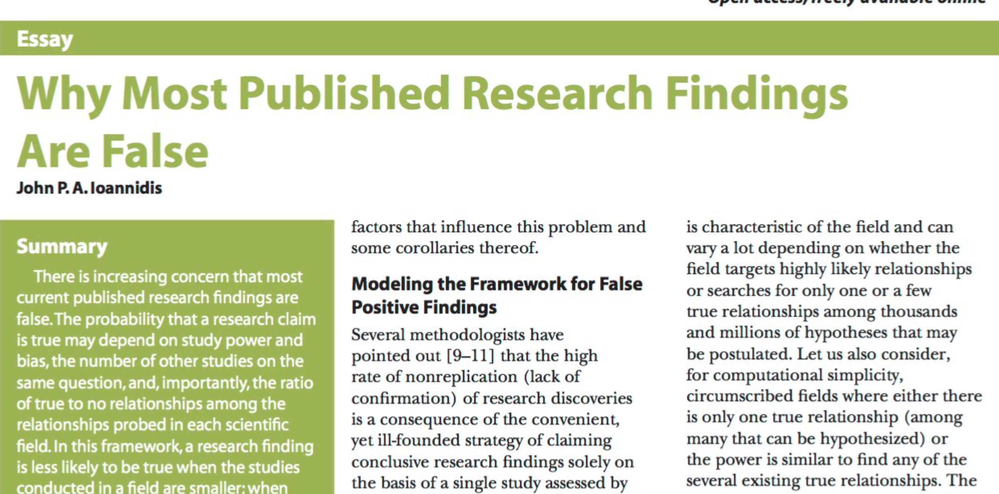 Open access, freely available online
Essay
Why Most Published Research Findings
Are False
John P. A. Ioannidis
Summary
There is increasing concern that most
current published research findings are
false. The probability that a research claim
is true may depend on study power and
bias, the number of other studies on the
same question, and, importantly, the ratio
of true to no relationships among the
relationships probed in each scientific
field. In this framework, a research finding
is less likely to be true when the studies
conducted in a field are smaller; when
factors that influence this problem and
some corollaries thereof.
Modeling the Framework for False
Positive Findings
Several methodologists have
pointed out [9–11] that the high
rate of nonreplication (lack of
confirmation) of research discoveries
is a consequence of the convenient,
yet ill-founded strategy of claiming
conclusive research findings solely on
the basis of a single study assessed by
is characteristic of the field and can
vary a lot depending on whether the
field targets highly likely relationships
or searches for only one or a few
true relationships among thousands
and millions of hypotheses that may
be postulated. Let us also consider,
for computational simplicity,
circumscribed fields where either there
is only one true relationship (among
many that can be hypothesized) or
the power is similar to find any of the
several existing true relationships. The